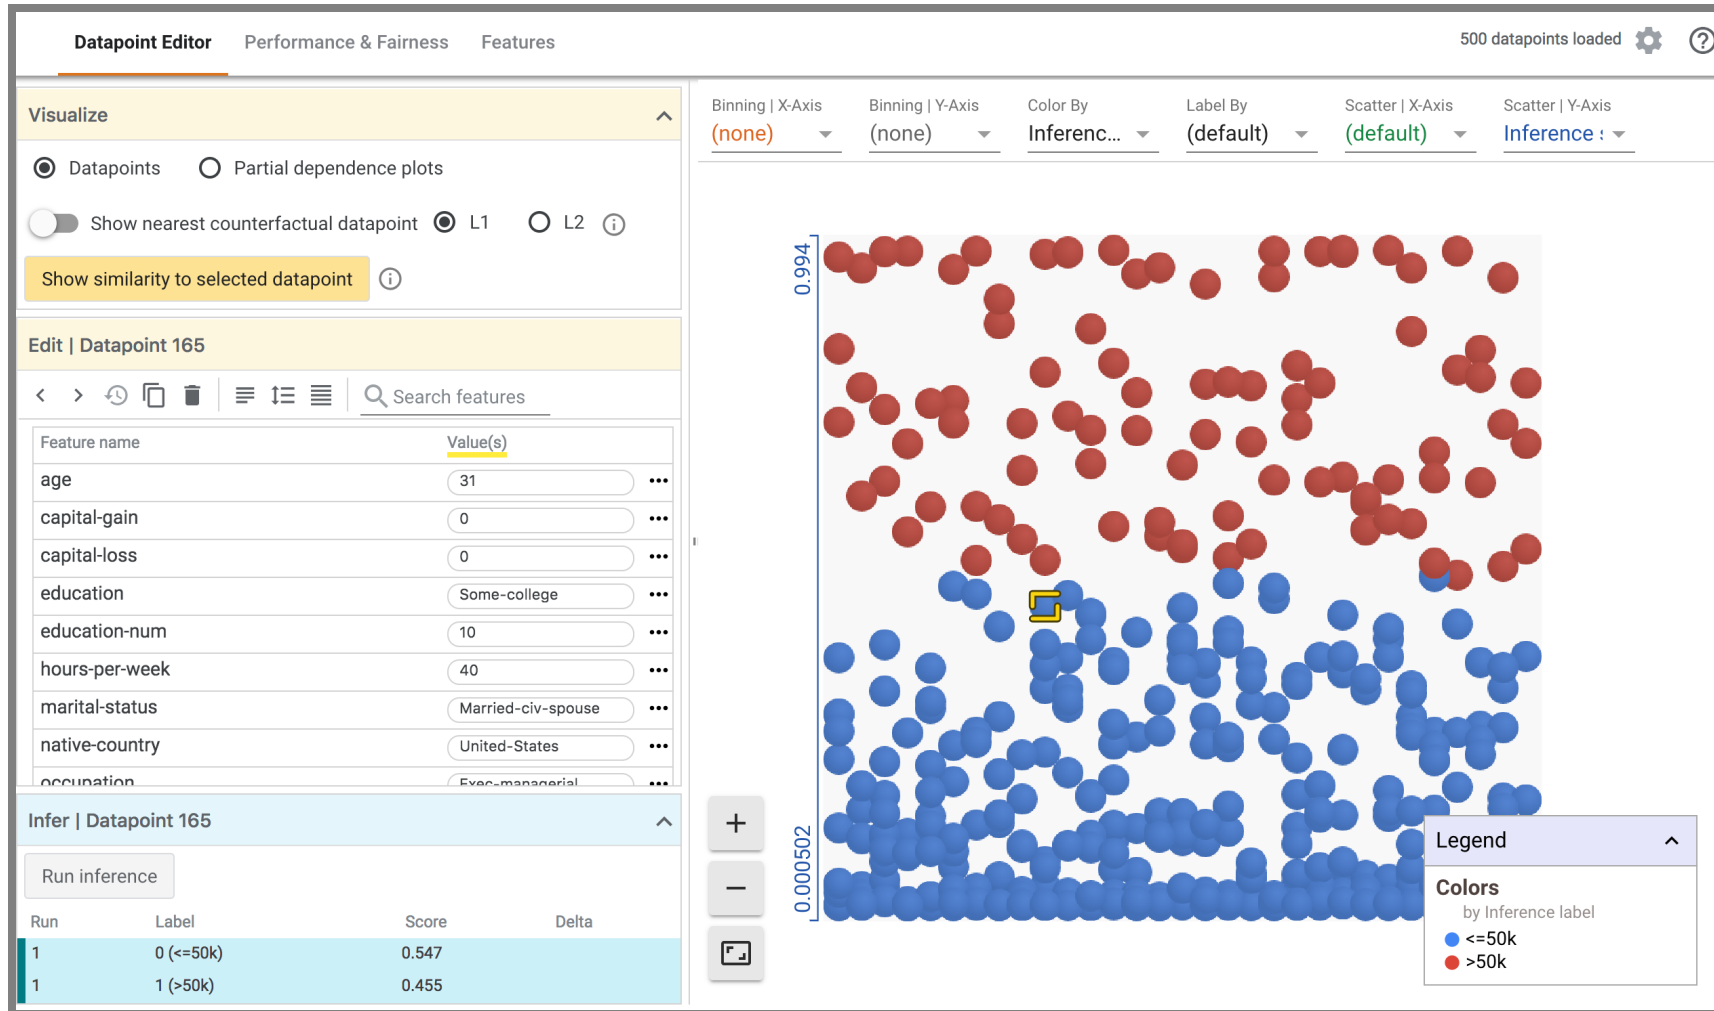 Datapoint Editor Performance & Fairness Features 500 datapoints loaded
Visualize
Datapoints Partial dependence plots
Show nearest counterfactual datapoint L1 L2
Show similarity to selected datapoint
Edit | Datapoint 165
Search features
Feature name Value(s)
age 31
capital-gain 0
capital-loss 0
education Some-college
education-num 10
hours-per-week 40
marital-status Married-civ-spouse
native-country United-States
occupation Exec-managerial
Infer | Datapoint 165
Run inference
Run Label Score Delta
1 0 (<=50k) 0.547
1 1 (>50k) 0.455
Binning | X-Axis Binning | Y-Axis Color By Label By Scatter | X-Axis Scatter | Y-Axis
(none) (none) Inferenc... (default) (default) Inference s
0.994
0.000502
Legend
Colors
by Inference label
<=50k
>50k